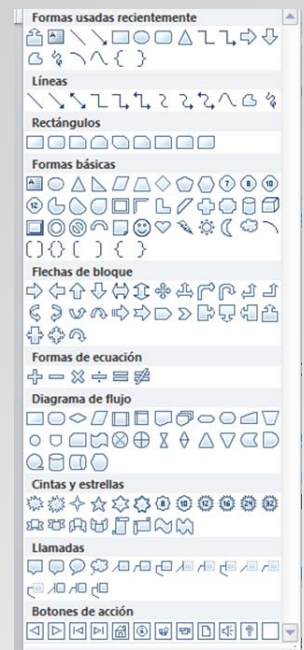 Formas usadas recientemente
Líneas
Rectángulos
Formas básicas
Flechas de bloque
Formas de ecuación
Diagrama de flujo
Cintas y estrellas
Llamadas
Botones de acción